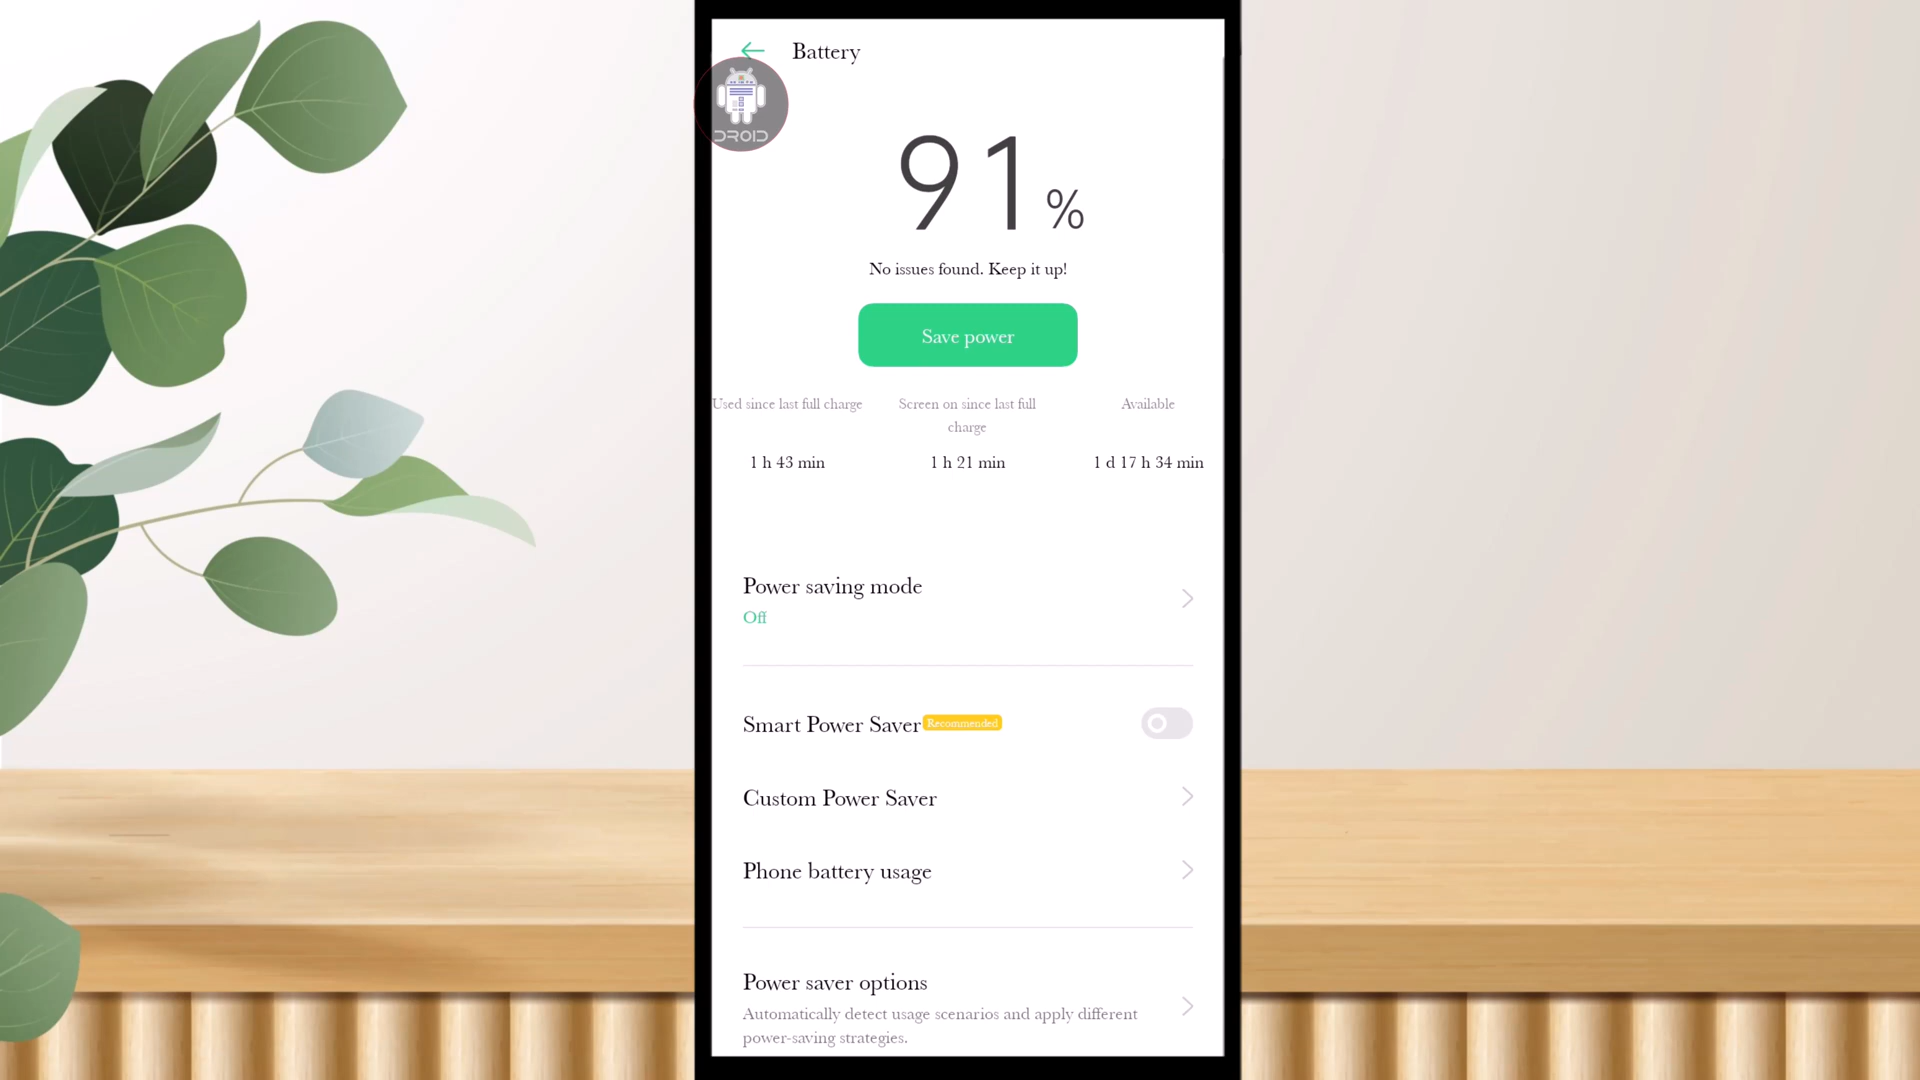 Battery
DROID
91%
No issues found. Keep it up!
Save power
Used since last full charge
Screen on since last full
charge
Available
1 h 43 min
1 h 21 min
1 d 17 h 34 min
Power saving mode
Off
Smart Power Saver Recommended
Custom Power Saver
Phone battery usage
Power saver options
Automatically detect usage scenarios and apply different
power-saving strategies.